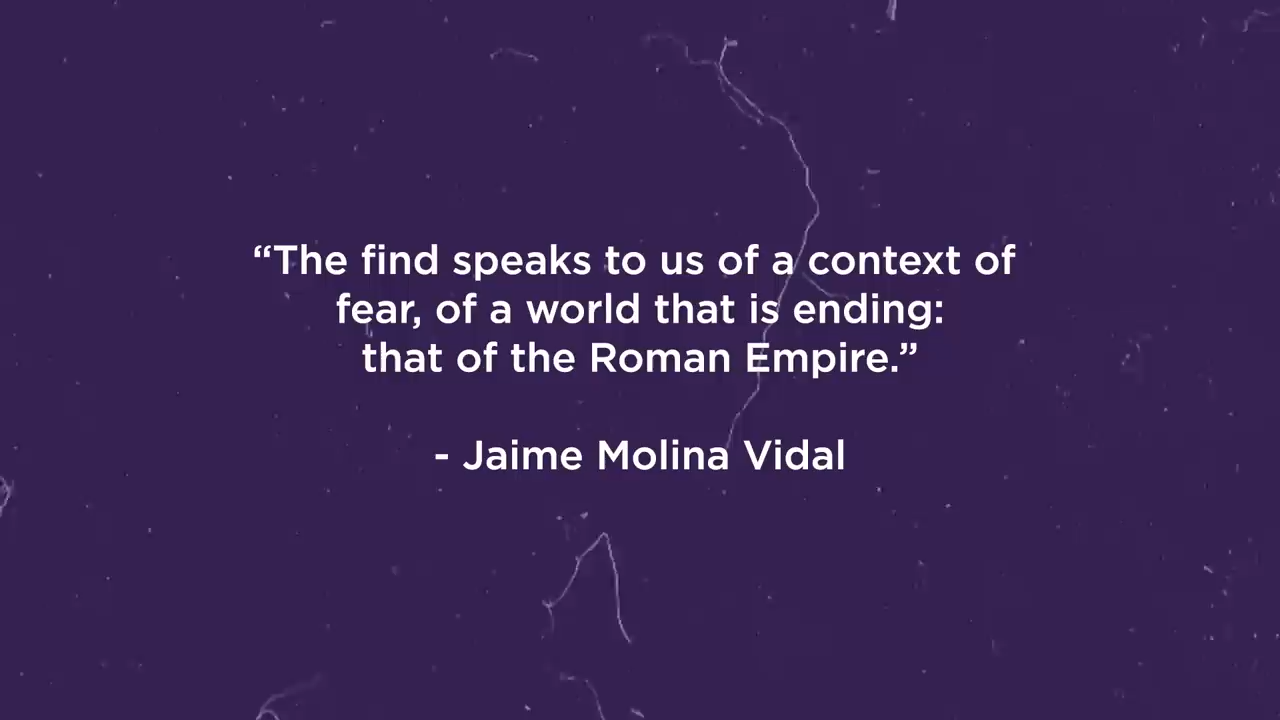 “The find speaks to us of a context of
fear, of a world that is ending:
that of the Roman Empire.”
- Jaime Molina Vidal